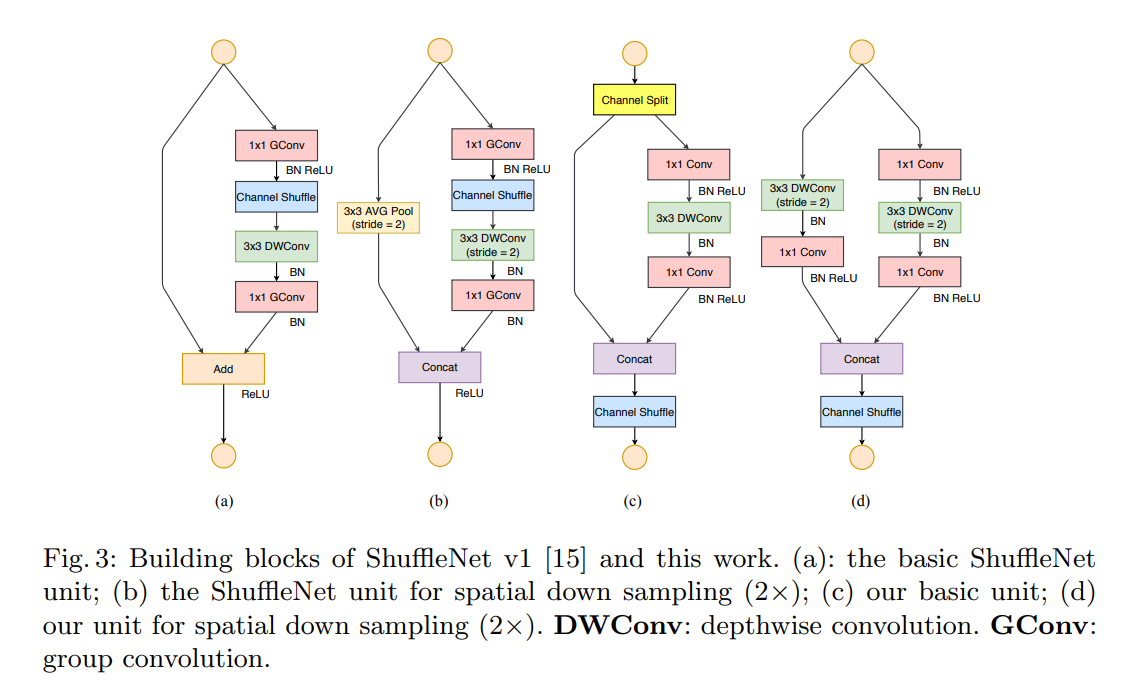 1x1 GConv
BN ReLU
Channel Shuffle
3x3 DWConv
BN
1x1 GConv
BN
Add
ReLU
(a)
3x3 AVG Pool
(stride = 2)
1x1 GConv
BN ReLU
Channel Shuffle
3x3 DWConv
(stride = 2)
BN
1x1 GConv
BN
Concat
ReLU
(b)
Channel Split
1x1 Conv
BN ReLU
3x3 DWConv
BN
1x1 Conv
BN ReLU
Concat
Channel Shuffle
(c)
3x3 DWConv
(stride = 2)
BN
1x1 Conv
BN ReLU
1x1 Conv
BN ReLU
3x3 DWConv
(stride = 2)
BN
1x1 Conv
BN ReLU
Concat
Channel Shuffle
(d)
Fig. 3: Building blocks of ShuffleNet v1 [15] and this work. (a): the basic ShuffleNet
unit; (b) the ShuffleNet unit for spatial down sampling (2×); (c) our basic unit; (d)
our unit for spatial down sampling (2×). DWConv: depthwise convolution. GConv:
group convolution.